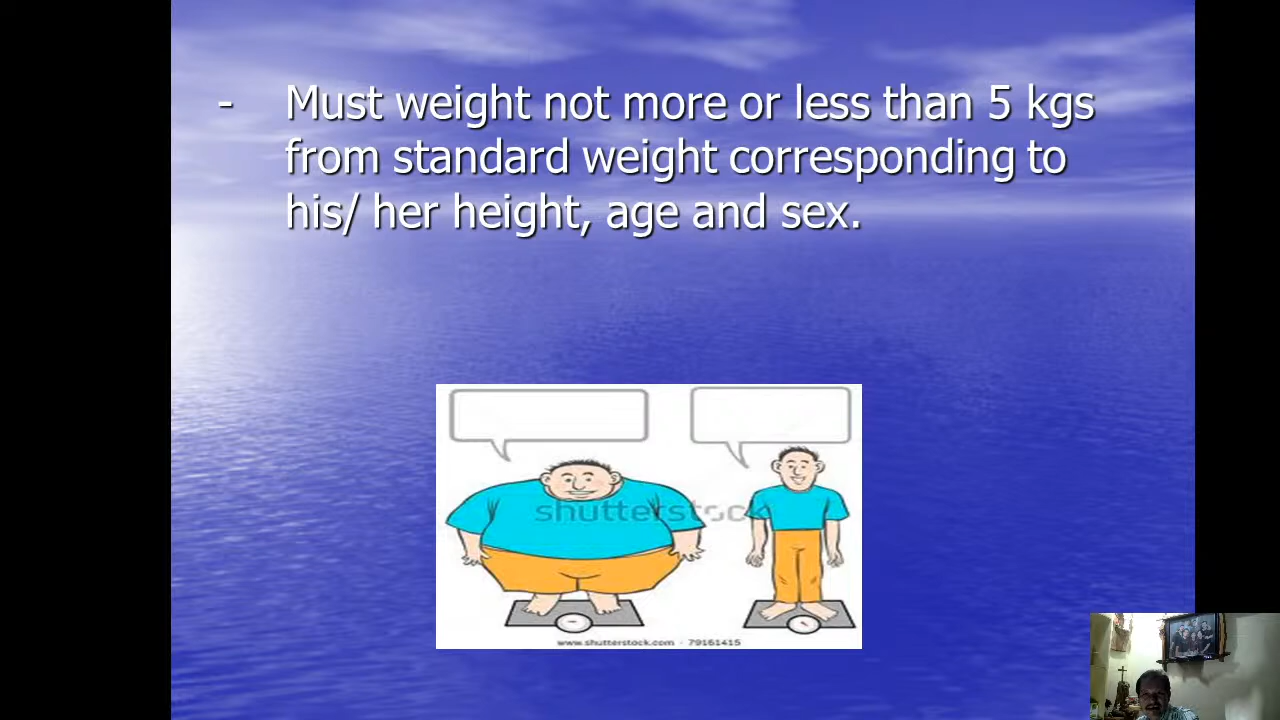 - Must weight not more or less than 5 kgs
from standard weight corresponding to
his/ her height, age and sex.
shutterstock
www.shutterstock.com · 79161415